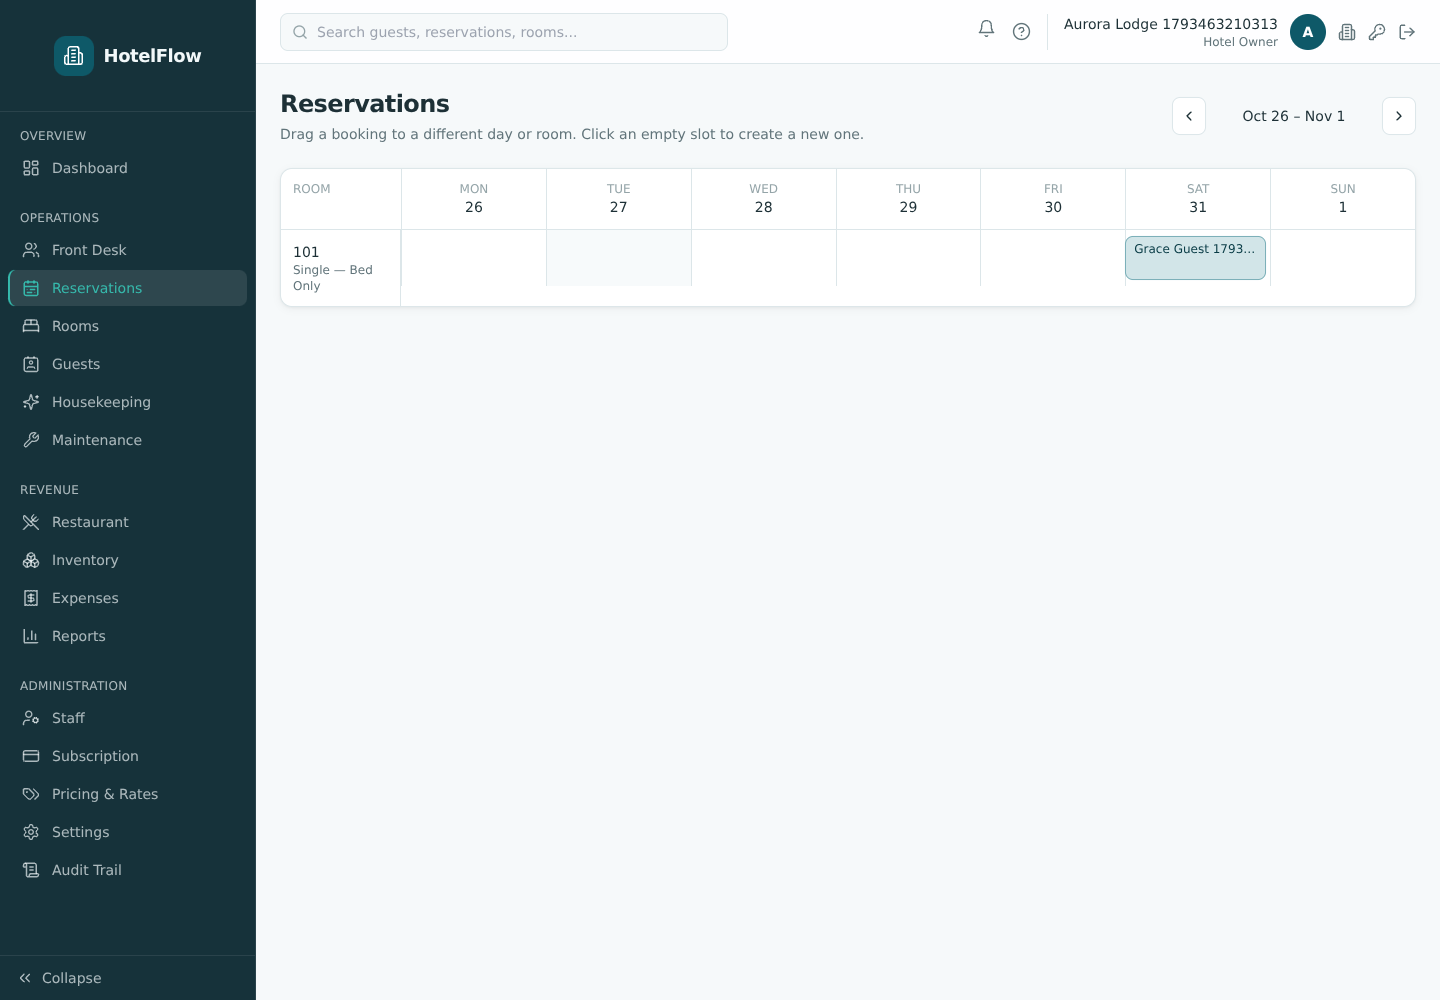 HotelFlow
OVERVIEW
Dashboard
OPERATIONS
Front Desk
Reservations
Rooms
Guests
Housekeeping
Maintenance
REVENUE
Restaurant
Inventory
Expenses
Reports
ADMINISTRATION
Staff
Subscription
Pricing & Rates
Settings
Audit Trail
Collapse
Search guests, reservations, rooms...
Aurora Lodge 1793463210313
Hotel Owner
A
Reservations
Drag a booking to a different day or room. Click an empty slot to create a new one.
Oct 26 – Nov 1
ROOM MON TUE WED THU FRI SAT SUN
26 27 28 29 30 31 1
101
Single — Bed
Only
Grace Guest 1793...